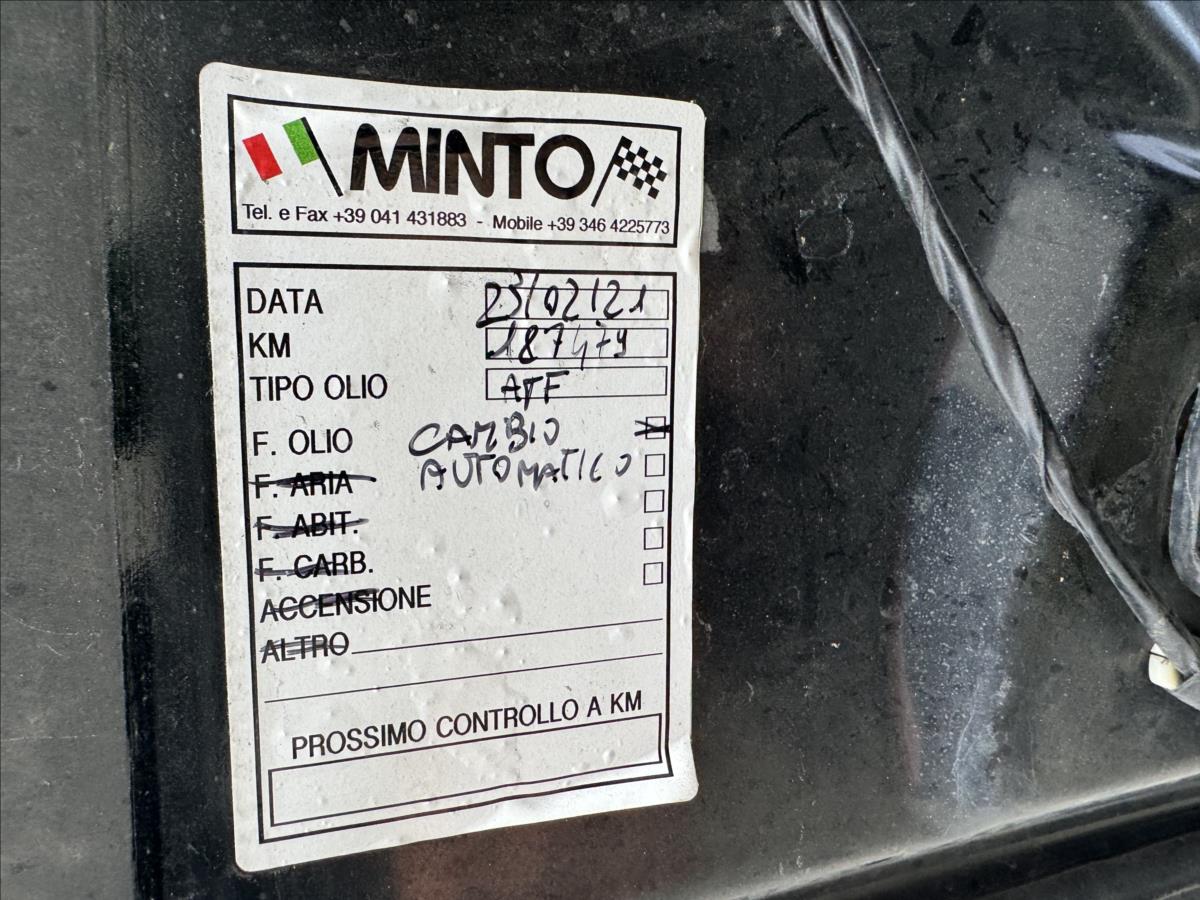 MINTO
Tel. e Fax +39 041 431883 - Mobile +39 346 4225773
DATA 23/02/21
KM 187479
TIPO OLIO ATF
F. OLIO CAMBIO
F. ARIA AUTOMATICO
F. ABIT.
F. CARB.
ACCENSIONE
ALTRO
PROSSIMO CONTROLLO A KM